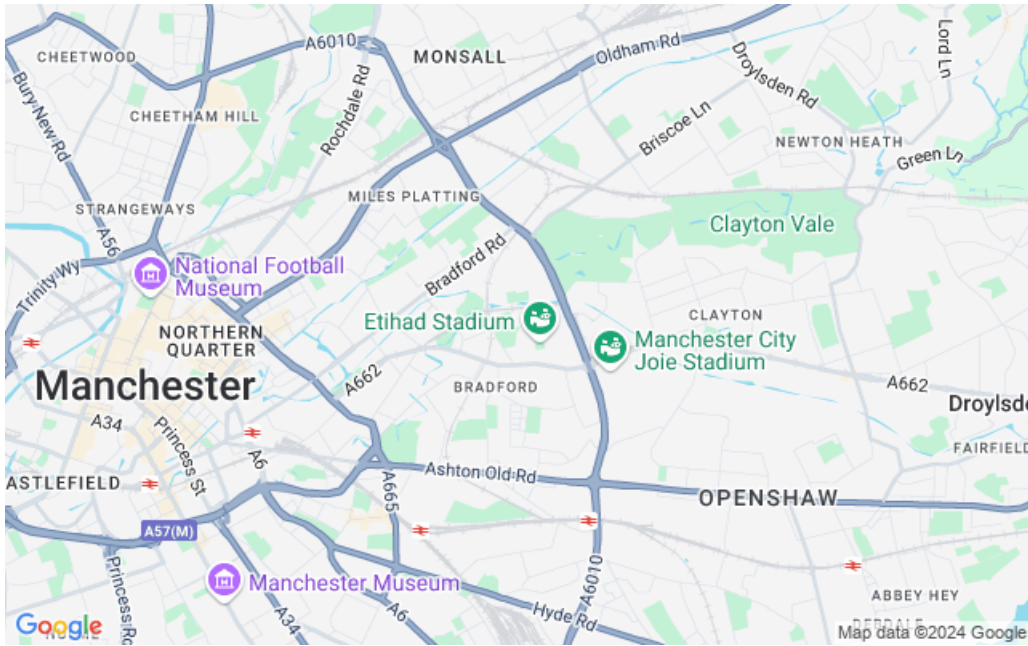 A6010
MONSALL
Oldham Rd
Lord Ln
CHEETWOOD
Droylsden Rd
Bury New Rd
Rochdale Rd
CHEETHAM HILL
Briscoe Ln
NEWTON HEATH
Green Ln
MILES PLATTING
STRANGEWAYS
A56
Clayton Vale
Trinity Wy
National Football
Museum
Bradford Rd
Etihad Stadium
CLAYTON
NORTHERN
QUARTER
Manchester City
Joie Stadium
Manchester
A662
BRADFORD
A662
Droylsde
A34
Princess St
A6
FAIRFIELD
Ashton Old Rd
ASTLEFIELD
A665
OPENSHAW
A57(M)
Princess Rd
Manchester Museum
A34
A6
Hyde Rd
A6010
ABBEY HEY
Google
Map data ©2024 Google